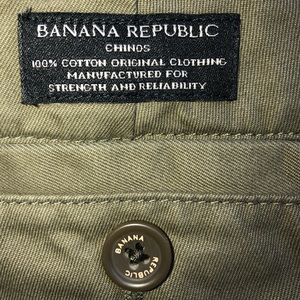 BANANA REPUBLIC
CHINOS
100% COTTON ORIGINAL CLOTHING
MANUFACTURED FOR
STRENGTH AND RELIABILITY
BANANA
REPUBLIC